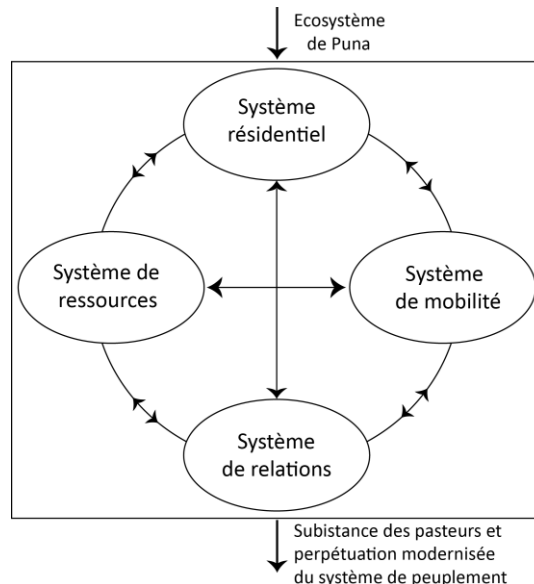 Ecosystème
de Puna
Système
résidentiel
Système de
ressources
Système
de mobilité
Système
de relations
Subistance des pasteurs et
perpétuation modernisée
du système de peuplement